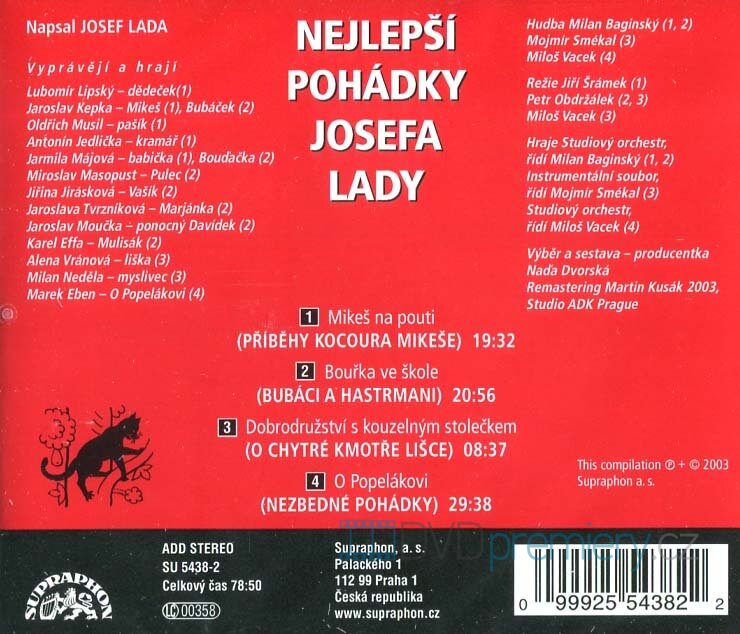 Napsal JOSEF LADA
Vyprávějí a hrají
Lubomír Lipský – dědeček(1)
Jaroslav Kepka – Mikeš (1), Bubáček (2)
Oldřich Musil – pašík (1)
Antonín Jedlička – kramář (1)
Jarmila Májová – babička (1), Bouďačka (2)
Miroslav Masopust – Pulec (2)
Jiřina Jirásková – Vašík (2)
Jaroslava Tvrzníková – Marjánka (2)
Jaroslav Moučka – ponocný Davídek (2)
Karel Effa – Mulisák (2)
Alena Vránová – liška (3)
Milan Neděla – myslivec (3)
Marek Eben – O Popelákovi (4)
NEJLEPŠÍ
POHÁDKY
JOSEFA
LADY
Hudba Milan Baginský (1, 2)
Mojmír Smékal (3)
Miloš Vacek (4)
Režie Jiří Šrámek (1)
Petr Obdržálek (2, 3)
Miloš Vacek (3)
Hraje Studiový orchestr,
řídí Milan Baginský (1, 2)
Instrumentální soubor,
řídí Mojmír Smékal (3)
Studiový orchestr,
řídí Miloš Vacek (4)
Výběr a sestava – producentka
Naďa Dvorská
Remastering Martin Kusák 2003,
Studio ADK Prague
1 Mikeš na pouti
(PŘÍBĚHY KOCOURA MIKEŠE) 19:32
2 Bouřka ve škole
(BUBÁCI A HASTRMANI) 20:56
3 Dobrodružství s kouzelným stolečkem
(O CHYTRÉ KMOTŘE LIŠCE) 08:37
4 O Popelákovi
(NEZBEDNÉ POHÁDKY) 29:38
This compilation ℗ + © 2003
Supraphon a. s.
DVDpremiery.cz
SUPRAPHON
ADD STEREO
SU 5438-2
Celkový čas 78:50
LC 00358
Supraphon, a. s.
Palackého 1
112 99 Praha 1
Česká republika
www.supraphon.cz
0 99925 54382 2